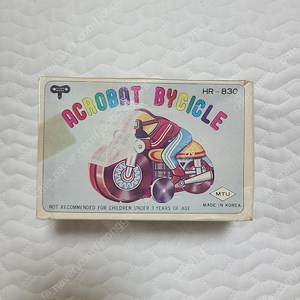 HR-830
ACROBAT BYCICLE
MTU
NOT RECOMMENDED FOR CHILDREN UNDER 3 YEARS OF AGE
MADE IN KOREA